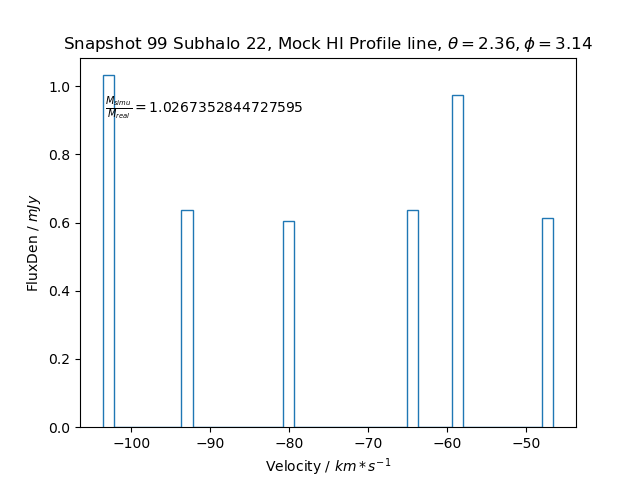 Snapshot 99 Subhalo 22, Mock HI Profile line, θ = 2.36, ϕ = 3.14
1.0
M_simu/M_real = 1.0267352844727595
0.8
0.6
0.4
0.2
0.0
FluxDen / mJy
−100 −90 −80 −70 −60 −50
Velocity / km * s⁻¹